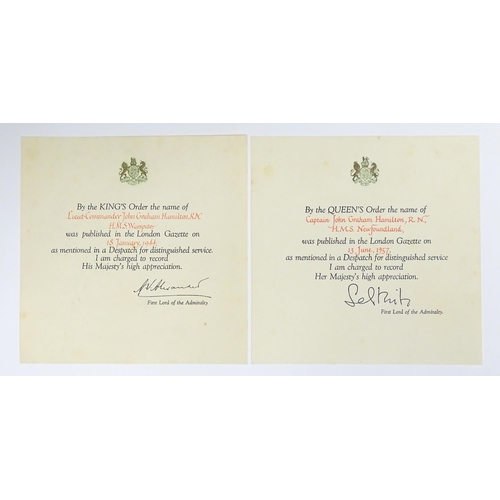 By the KING'S Order the name of
Lieut-Commander John Graham Hamilton, R.N.
H.M.S. Wampito
was published in the London Gazette on
18 January, 1944,
as mentioned in a Despatch for distinguished service.
I am charged to record
His Majesty's high appreciation.
First Lord of the Admiralty
By the QUEEN'S Order the name of
Captain John Graham Hamilton, R.N.,
H.M.S. Newfoundland,
was published in the London Gazette on
13 June, 1957,
as mentioned in a Despatch for distinguished service
I am charged to record
Her Majesty's high appreciation.
Selkirk
First Lord of the Admiralty.